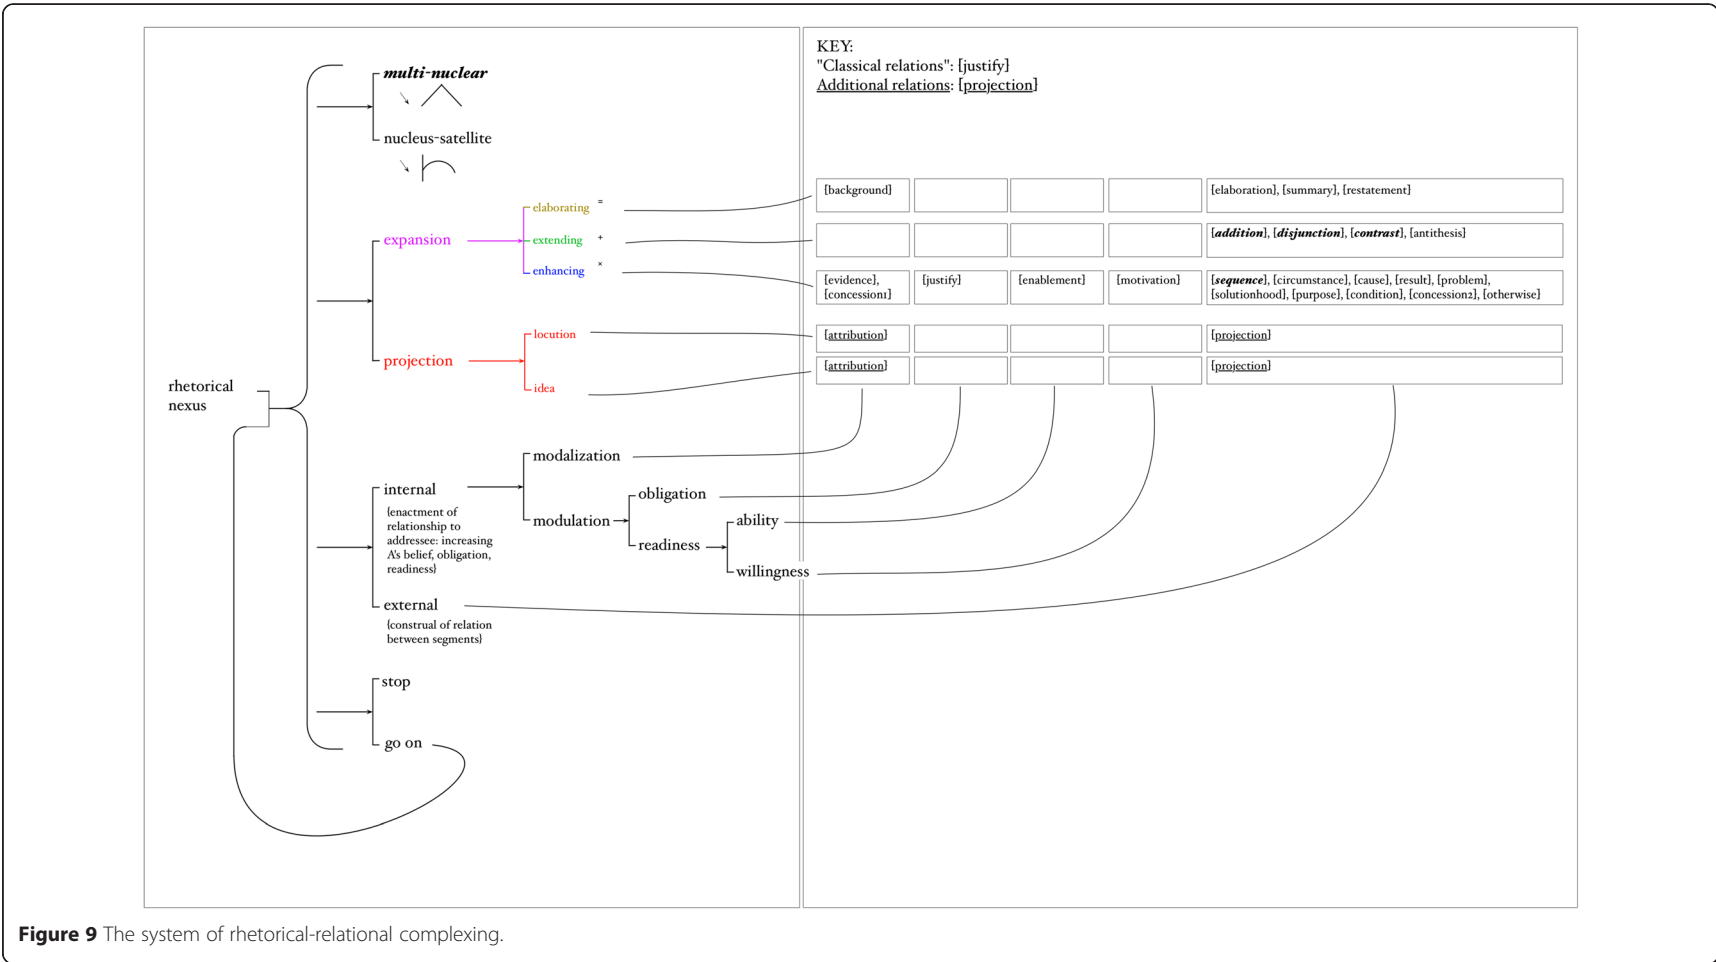 KEY:
"Classical relations": [justify]
Additional relations: [projection]
multi-nuclear
nucleus-satellite
elaborating =
[background]
[elaboration], [summary], [restatement]
expansion
extending +
[addition], [disjunction], [contrast], [antithesis]
enhancing ×
[evidence],
[concession1]
[justify]
[enablement]
[motivation]
[sequence], [circumstance], [cause], [result], [problem],
[solutionhood], [purpose], [condition], [concession2], [otherwise]
locution
[attribution]
[projection]
projection
idea
[attribution]
[projection]
rhetorical
nexus
modalization
internal
{enactment of
relationship to
addressee: increasing
A's belief, obligation,
readiness}
obligation
modulation
ability
readiness
willingness
external
{construal of relation
between segments}
stop
go on
Figure 9 The system of rhetorical-relational complexing.